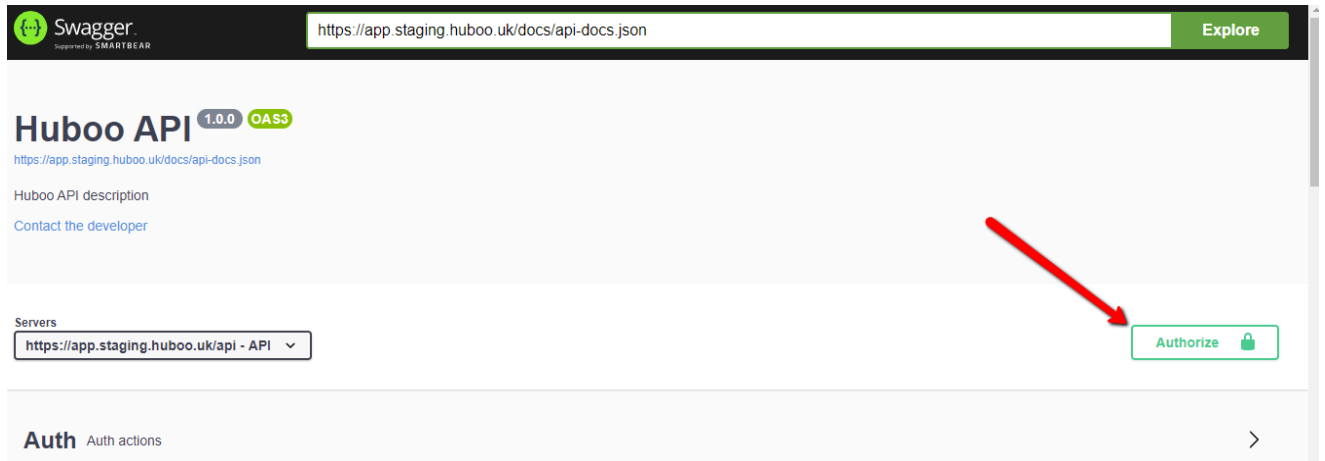 Swagger.
Supported by SMARTBEAR
https://app.staging.huboo.uk/docs/api-docs.json
Explore
Huboo API 1.0.0 OAS3
https://app.staging.huboo.uk/docs/api-docs.json
Huboo API description
Contact the developer
Servers
https://app.staging.huboo.uk/api - API
Authorize
Auth Auth actions